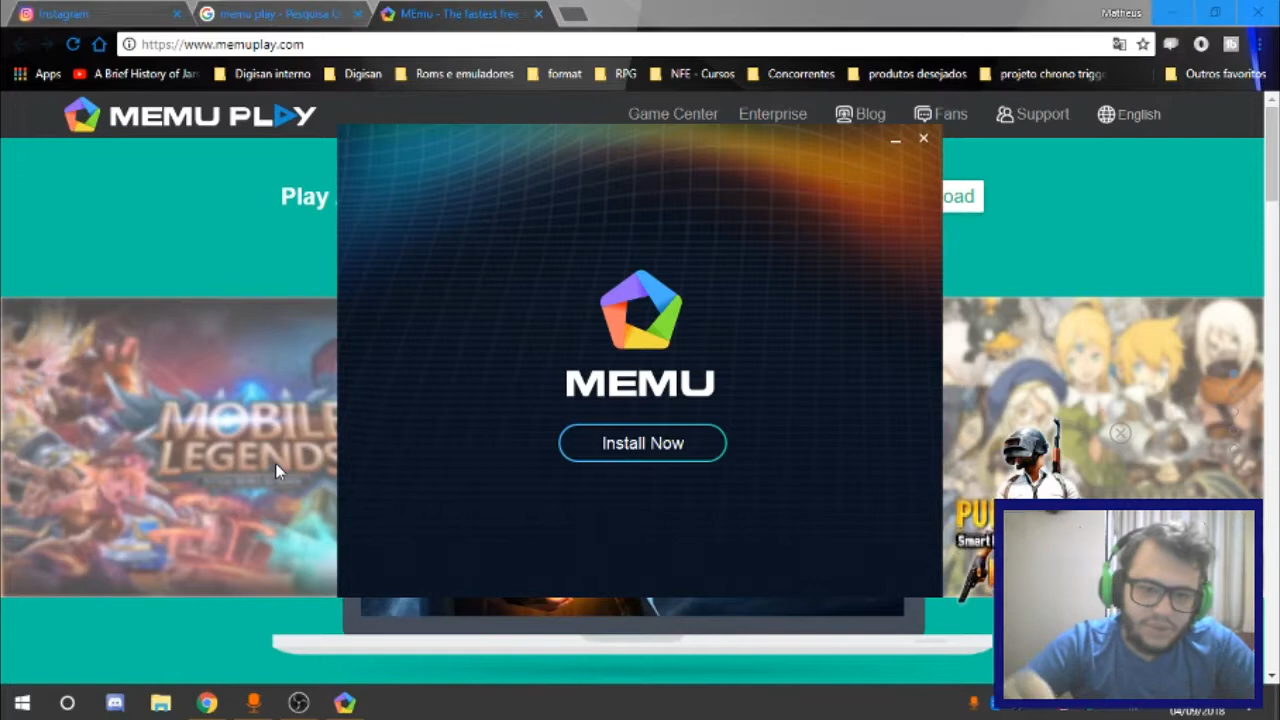 Instagram
memu play - Pesquisa G
MEmu - The fastest free
Matheus
https://www.memuplay.com
Apps
A Brief History of Jan
Digisan interno
Digisan
Roms e emuladores
format
RPG
NFE - Cursos
Concorrentes
produtos desejados
projeto chrono trigg
Outros favoritos
MEMU PLAY
Game Center
Enterprise
Blog
Fans
Support
English
Play
oad
MEMU
Install Now
MOBILE
LEGENDS
PU
Smart
04/09/2018